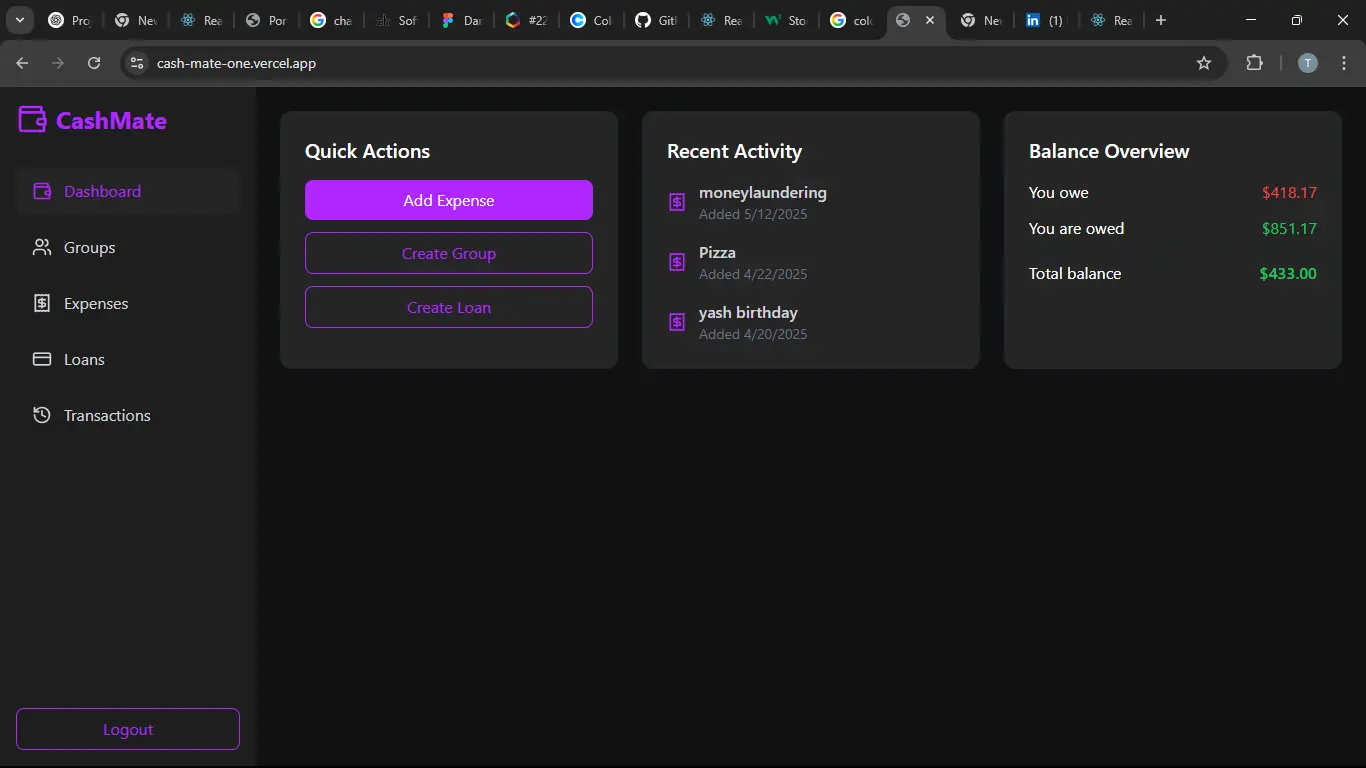 Pro
Nev
Rea
Por
cha
Sof
Dar
#22
Col
Gitl
Rea
Sto
colo
Nev
in (1)
Rea
cash-mate-one.vercel.app
T
CashMate
Dashboard
Groups
Expenses
Loans
Transactions
Logout
Quick Actions
Add Expense
Create Group
Create Loan
Recent Activity
moneylaundering
Added 5/12/2025
Pizza
Added 4/22/2025
yash birthday
Added 4/20/2025
Balance Overview
You owe $418.17
You are owed $851.17
Total balance $433.00